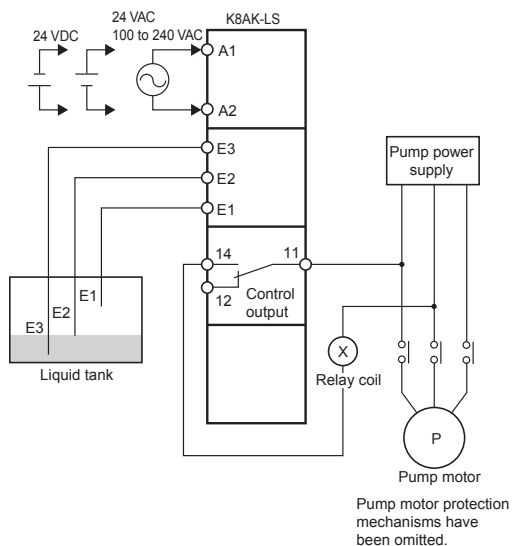 24 VDC
24 VAC
100 to 240 VAC
K8AK-LS
A1
A2
E3
E2
E1
Pump power
supply
14
11
12
Control
output
E1
E2
E3
Liquid tank
X
Relay coil
P
Pump motor
Pump motor protection
mechanisms have
been omitted.